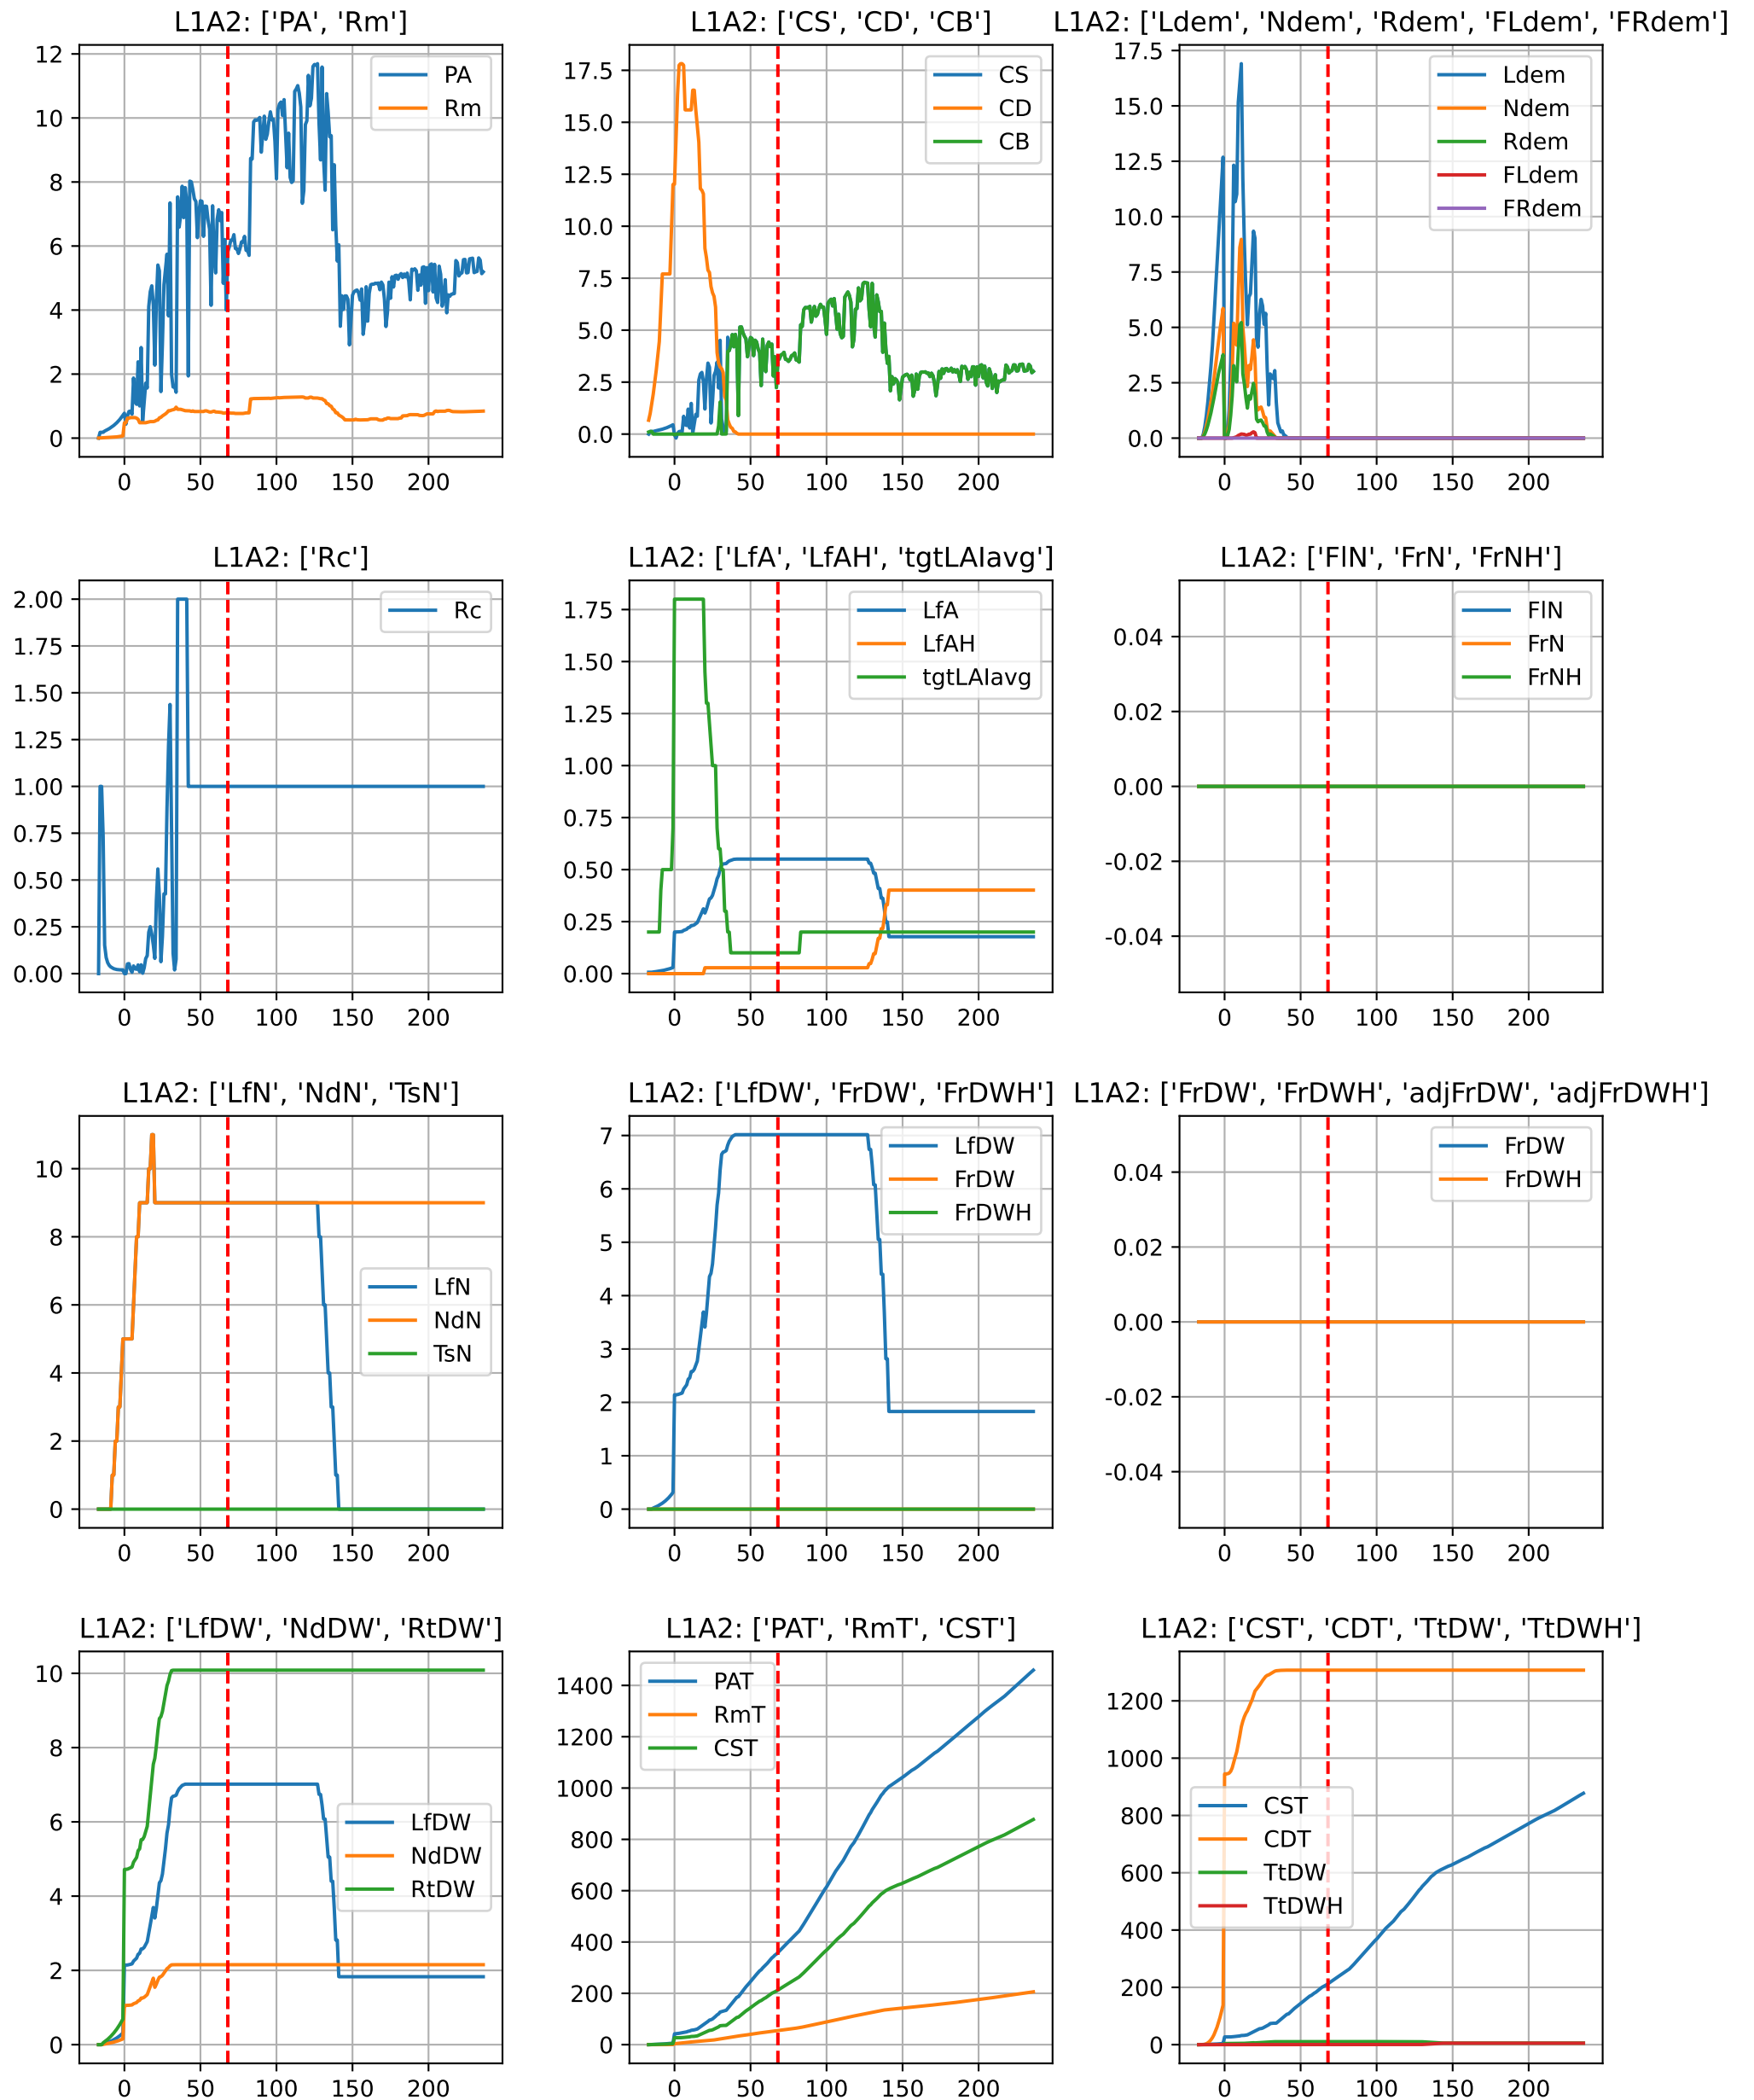 L1A2: ['PA', 'Rm']
12
10
8
6
4
2
0
0 50 100 150 200
PA
Rm
L1A2: ['CS', 'CD', 'CB']
17.5
15.0
12.5
10.0
7.5
5.0
2.5
0.0
0 50 100 150 200
CS
CD
CB
L1A2: ['Ldem', 'Ndem', 'Rdem', 'FLdem', 'FRdem']
17.5
15.0
12.5
10.0
7.5
5.0
2.5
0.0
0 50 100 150 200
Ldem
Ndem
Rdem
FLdem
FRdem
L1A2: ['Rc']
2.00
1.75
1.50
1.25
1.00
0.75
0.50
0.25
0.00
0 50 100 150 200
Rc
L1A2: ['LfA', 'LfAH', 'tgtLAIavg']
1.75
1.50
1.25
1.00
0.75
0.50
0.25
0.00
0 50 100 150 200
LfA
LfAH
tgtLAIavg
L1A2: ['FlN', 'FrN', 'FrNH']
0.04
0.02
0.00
-0.02
-0.04
0 50 100 150 200
FlN
FrN
FrNH
L1A2: ['LfN', 'NdN', 'TsN']
10
8
6
4
2
0
0 50 100 150 200
LfN
NdN
TsN
L1A2: ['LfDW', 'FrDW', 'FrDWH']
7
6
5
4
3
2
1
0
0 50 100 150 200
LfDW
FrDW
FrDWH
L1A2: ['FrDW', 'FrDWH', 'adjFrDW', 'adjFrDWH']
0.04
0.02
0.00
-0.02
-0.04
0 50 100 150 200
FrDW
FrDWH
L1A2: ['LfDW', 'NdDW', 'RtDW']
10
8
6
4
2
0
0 50 100 150 200
LfDW
NdDW
RtDW
L1A2: ['PAT', 'RmT', 'CST']
1400
1200
1000
800
600
400
200
0
0 50 100 150 200
PAT
RmT
CST
L1A2: ['CST', 'CDT', 'TtDW', 'TtDWH']
1200
1000
800
600
400
200
0
0 50 100 150 200
CST
CDT
TtDW
TtDWH